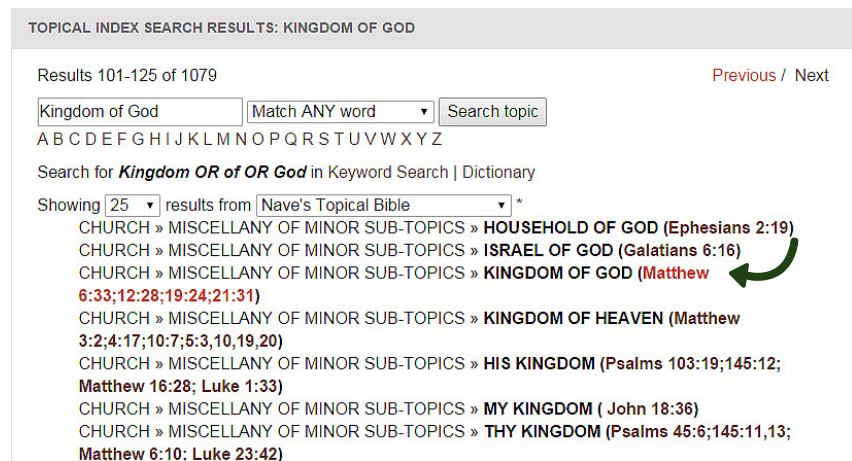 TOPICAL INDEX SEARCH RESULTS: KINGDOM OF GOD
Results 101-125 of 1079 Previous / Next
Kingdom of God Match ANY word Search topic
A B C D E F G H I J K L M N O P Q R S T U V W X Y Z
Search for Kingdom OR of OR God in Keyword Search | Dictionary
Showing 25 results from Nave's Topical Bible *
CHURCH » MISCELLANY OF MINOR SUB-TOPICS » HOUSEHOLD OF GOD (Ephesians 2:19)
CHURCH » MISCELLANY OF MINOR SUB-TOPICS » ISRAEL OF GOD (Galatians 6:16)
CHURCH » MISCELLANY OF MINOR SUB-TOPICS » KINGDOM OF GOD (Matthew
6:33;12:28;19:24;21:31)
CHURCH » MISCELLANY OF MINOR SUB-TOPICS » KINGDOM OF HEAVEN (Matthew
3:2;4:17;10:7;5:3,10,19,20)
CHURCH » MISCELLANY OF MINOR SUB-TOPICS » HIS KINGDOM (Psalms 103:19;145:12;
Matthew 16:28; Luke 1:33)
CHURCH » MISCELLANY OF MINOR SUB-TOPICS » MY KINGDOM ( John 18:36)
CHURCH » MISCELLANY OF MINOR SUB-TOPICS » THY KINGDOM (Psalms 45:6;145:11,13;
Matthew 6:10; Luke 23:42)